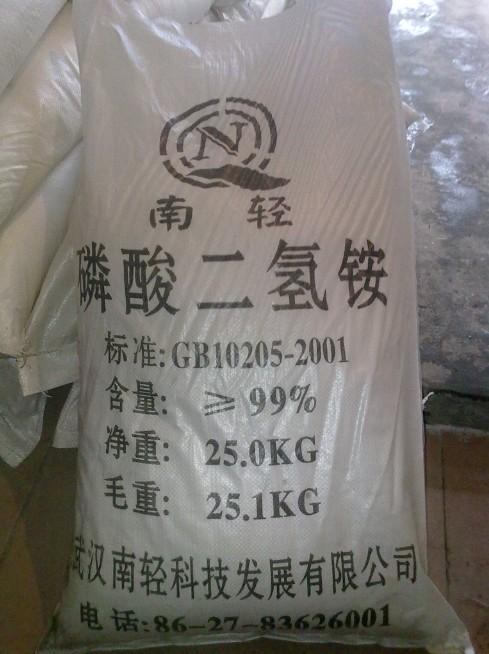 N
南轻
磷酸二氢铵
标准:GB10205-2001
含量: ≥99%
净重: 25.0KG
毛重: 25.1KG
武汉南轻科技发展有限公司
电话:86-27-83626001